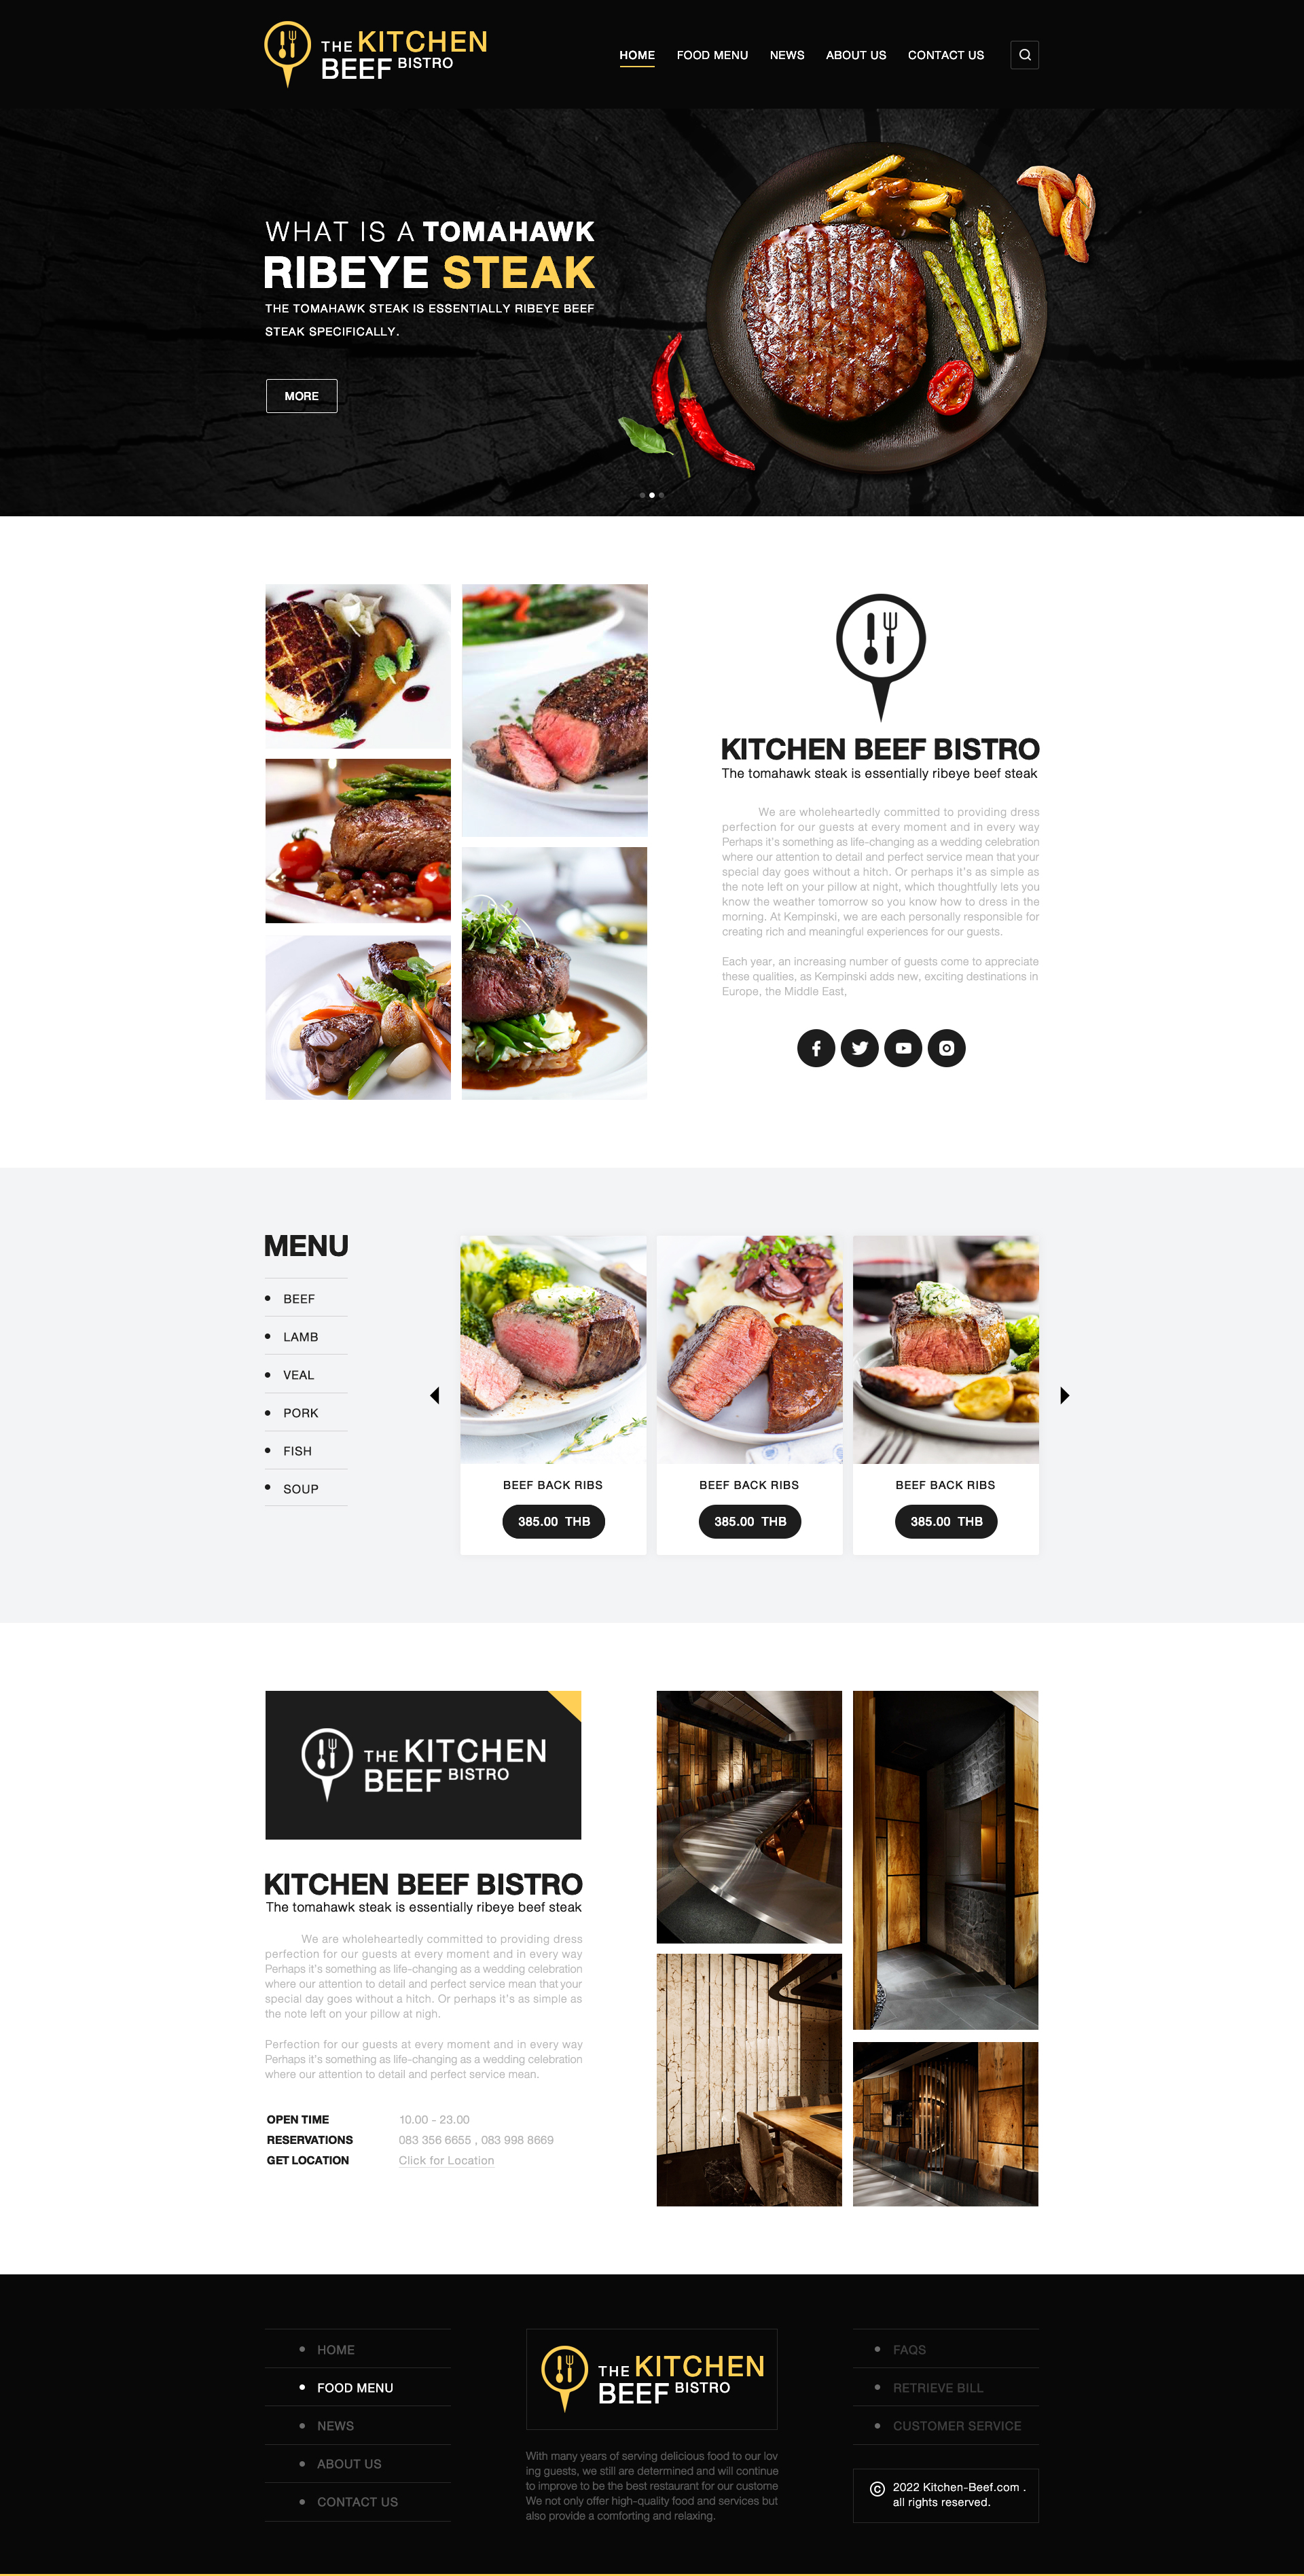 THE KITCHEN
BEEF BISTRO
HOME
FOOD MENU
NEWS
ABOUT US
CONTACT US
WHAT IS A TOMAHAWK
RIBEYE STEAK
THE TOMAHAWK STEAK IS ESSENTIALLY RIBEYE BEEF
STEAK SPECIFICALLY.
MORE
KITCHEN BEEF BISTRO
The tomahawk steak is essentially ribeye beef steak
We are wholeheartedly committed to providing dress
perfection for our guests at every moment and in every way
Perhaps it's something as life-changing as a wedding celebration
where our attention to detail and perfect service mean that your
special day goes without a hitch. Or perhaps it's as simple as
the note left on your pillow at night, which thoughtfully lets you
know the weather tomorrow so you know how to dress in the
morning. At Kempinski, we are each personally responsible for
creating rich and meaningful experiences for our guests.
Each year, an increasing number of guests come to appreciate
these qualities, as Kempinski adds new, exciting destinations in
Europe, the Middle East,
MENU
BEEF
LAMB
VEAL
PORK
FISH
SOUP
BEEF BACK RIBS
385.00 THB
BEEF BACK RIBS
385.00 THB
BEEF BACK RIBS
385.00 THB
THE KITCHEN
BEEF BISTRO
KITCHEN BEEF BISTRO
The tomahawk steak is essentially ribeye beef steak
We are wholeheartedly committed to providing dress
perfection for our guests at every moment and in every way
Perhaps it's something as life-changing as a wedding celebration
where our attention to detail and perfect service mean that your
special day goes without a hitch. Or perhaps it's as simple as
the note left on your pillow at nigh.
Perfection for our guests at every moment and in every way
Perhaps it's something as life-changing as a wedding celebration
where our attention to detail and perfect service mean.
OPEN TIME 10.00 - 23.00
RESERVATIONS 083 356 6655 , 083 998 8669
GET LOCATION Click for Location
HOME
FOOD MENU
NEWS
ABOUT US
CONTACT US
THE KITCHEN
BEEF BISTRO
With many years of serving delicious food to our lov
ing guests, we still are determined and will continue
to improve to be the best restaurant for our custome
We not only offer high-quality food and services but
also provide a comforting and relaxing.
FAQS
RETRIEVE BILL
CUSTOMER SERVICE
© 2022 Kitchen-Beef.com .
all rights reserved.